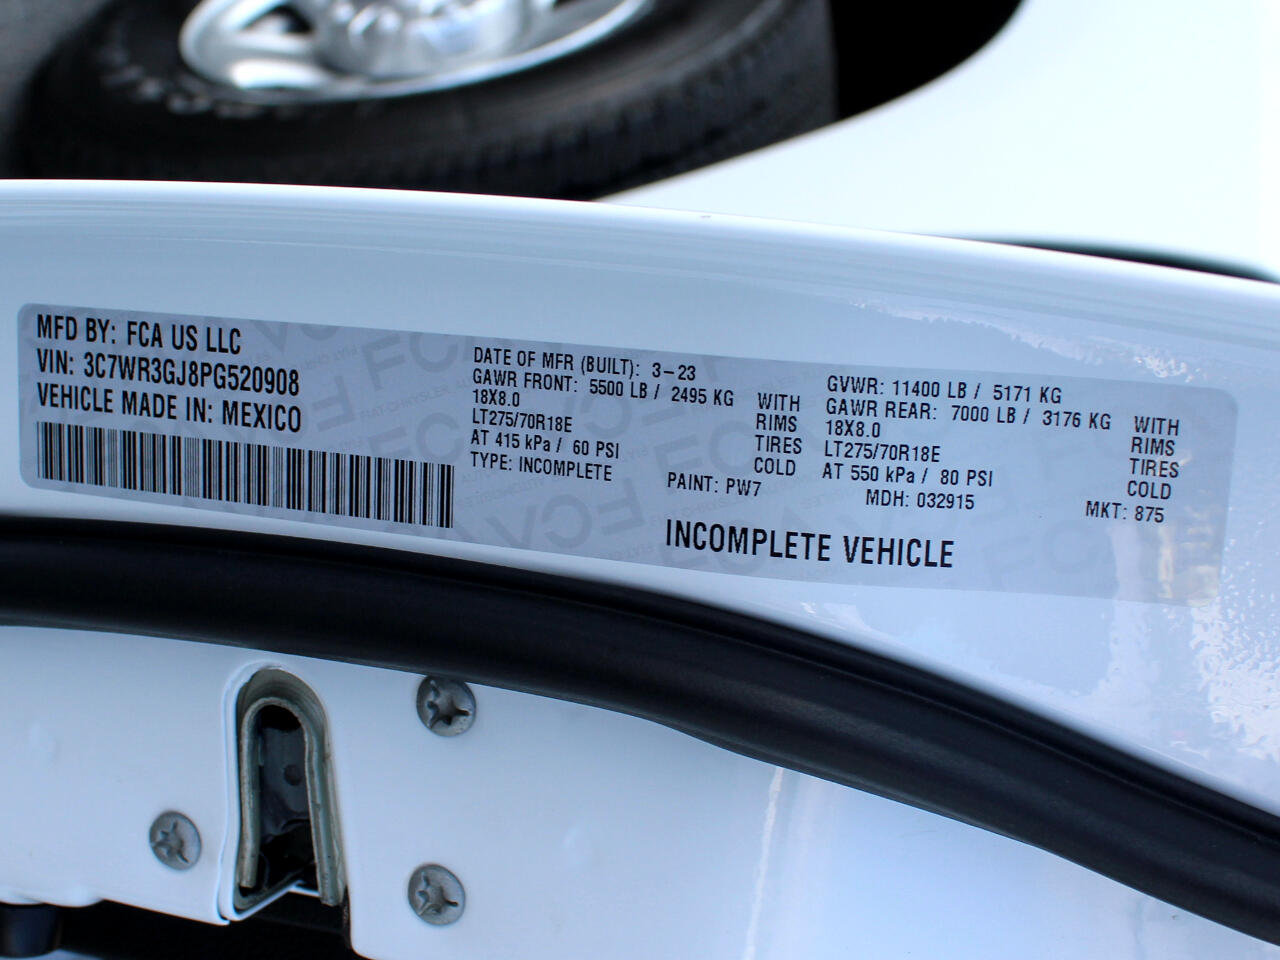 MFD BY: FCA US LLC
VIN: 3C7WR3GJ8PG520908
VEHICLE MADE IN: MEXICO
DATE OF MFR (BUILT): 3-23
GAWR FRONT: 5500 LB / 2495 KG WITH
18X8.0 RIMS
LT275/70R18E TIRES
AT 415 kPa / 60 PSI COLD
TYPE: INCOMPLETE
PAINT: PW7
GVWR: 11400 LB / 5171 KG
GAWR REAR: 7000 LB / 3176 KG WITH
18X8.0 RIMS
LT275/70R18E TIRES
AT 550 kPa / 80 PSI COLD
MDH: 032915 MKT: 875
INCOMPLETE VEHICLE